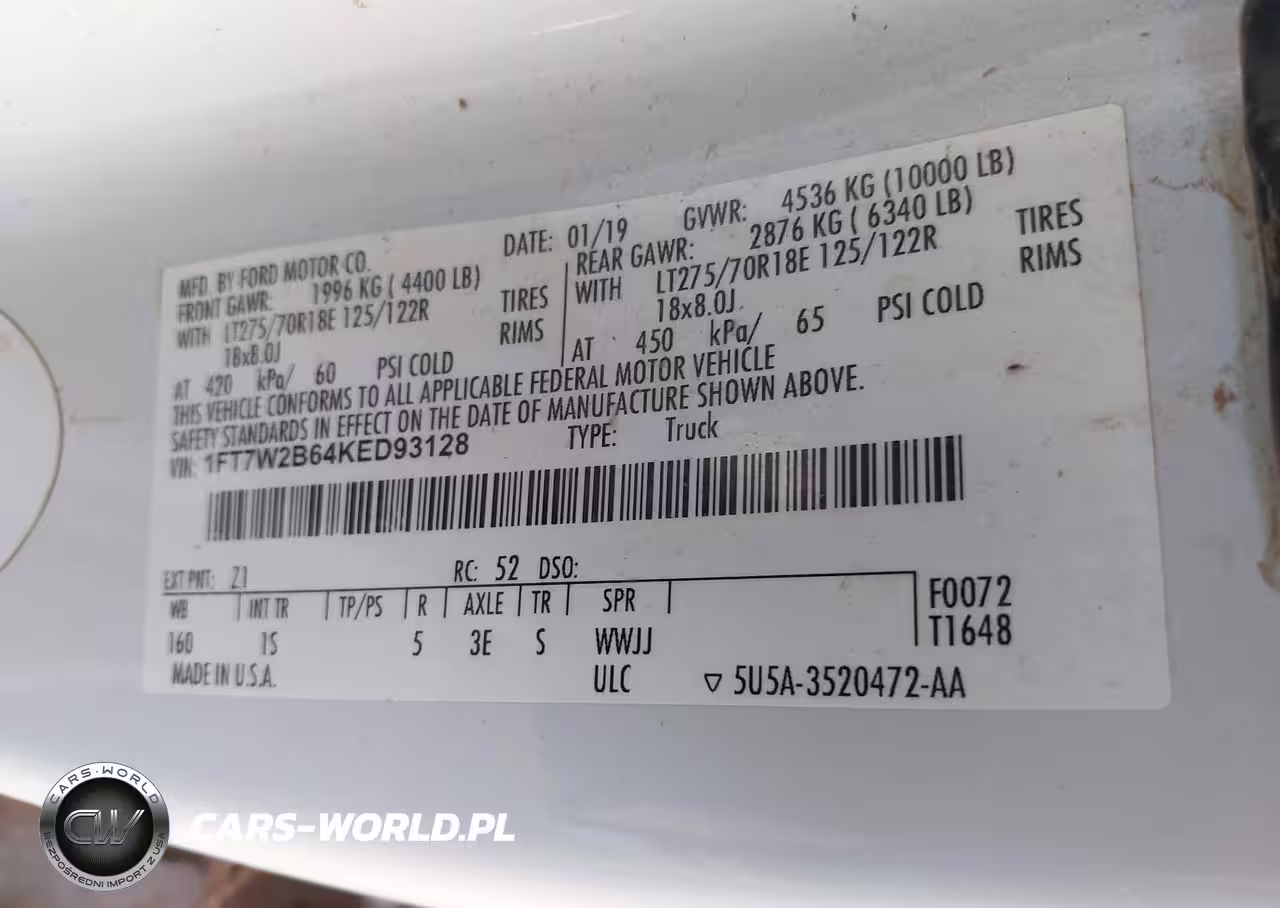 MFD. BY FORD MOTOR CO. DATE: 01/19 GVWR: 4536 KG (10000 LB)
FRONT GAWR: 1996 KG ( 4400 LB) REAR GAWR: 2876 KG ( 6340 LB)
WITH LT275/70R18E 125/122R TIRES WITH LT275/70R18E 125/122R TIRES
18x8.0J RIMS 18x8.0J RIMS
AT 420 kPa/ 60 PSI COLD AT 450 kPa/ 65 PSI COLD
THIS VEHICLE CONFORMS TO ALL APPLICABLE FEDERAL MOTOR VEHICLE
SAFETY STANDARDS IN EFFECT ON THE DATE OF MANUFACTURE SHOWN ABOVE.
VIN: 1FT7W2B64KED93128 TYPE: Truck
EXT PNT: Z1 RC: 52 DSO:
WB INT TR TP/PS R AXLE TR SPR F0072
160 1S 5 3E S WWJJ T1648
MADE IN U.S.A. ULC ▽ 5U5A-3520472-AA
CARS-WORLD
CW
BEZPOŚREDNI IMPORT Z USA
CARS-WORLD.PL